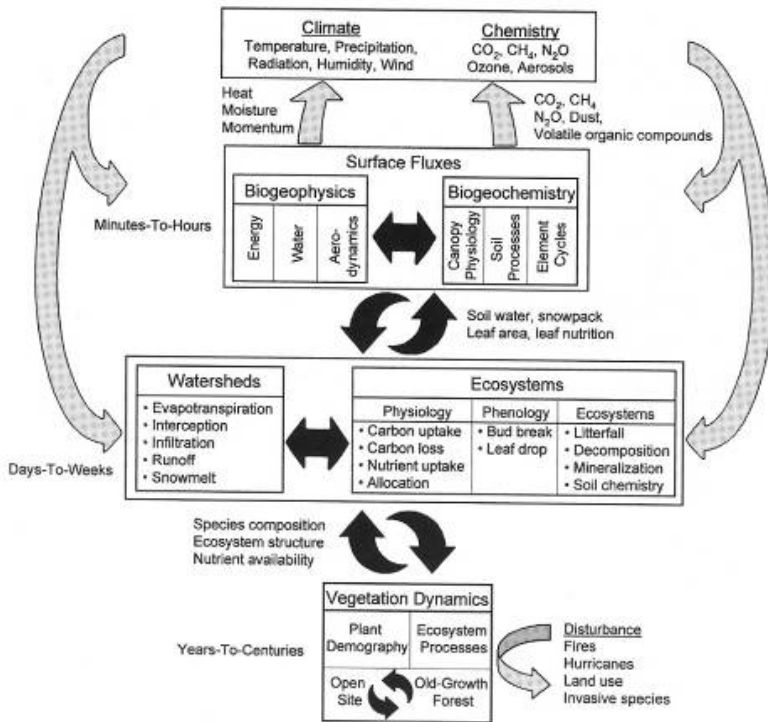 Climate
Temperature, Precipitation,
Radiation, Humidity, Wind
Chemistry
CO2, CH4, N2O
Ozone, Aerosols
Heat
Moisture
Momentum
CO2, CH4
N2O, Dust,
Volatile organic compounds
Surface Fluxes
Minutes-To-Hours
Biogeophysics
Energy
Water
Aero-
dynamics
Biogeochemistry
Canopy
Physiology
Soil
Processes
Element
Cycles
Soil water, snowpack
Leaf area, leaf nutrition
Days-To-Weeks
Watersheds
• Evapotranspiration
• Interception
• Infiltration
• Runoff
• Snowmelt
Ecosystems
Physiology
• Carbon uptake
• Carbon loss
• Nutrient uptake
• Allocation
Phenology
• Bud break
• Leaf drop
Ecosystems
• Litterfall
• Decomposition
• Mineralization
• Soil chemistry
Species composition
Ecosystem structure
Nutrient availability
Years-To-Centuries
Vegetation Dynamics
Plant
Demography
Ecosystem
Processes
Open
Site
Old-Growth
Forest
Disturbance
Fires
Hurricanes
Land use
Invasive species